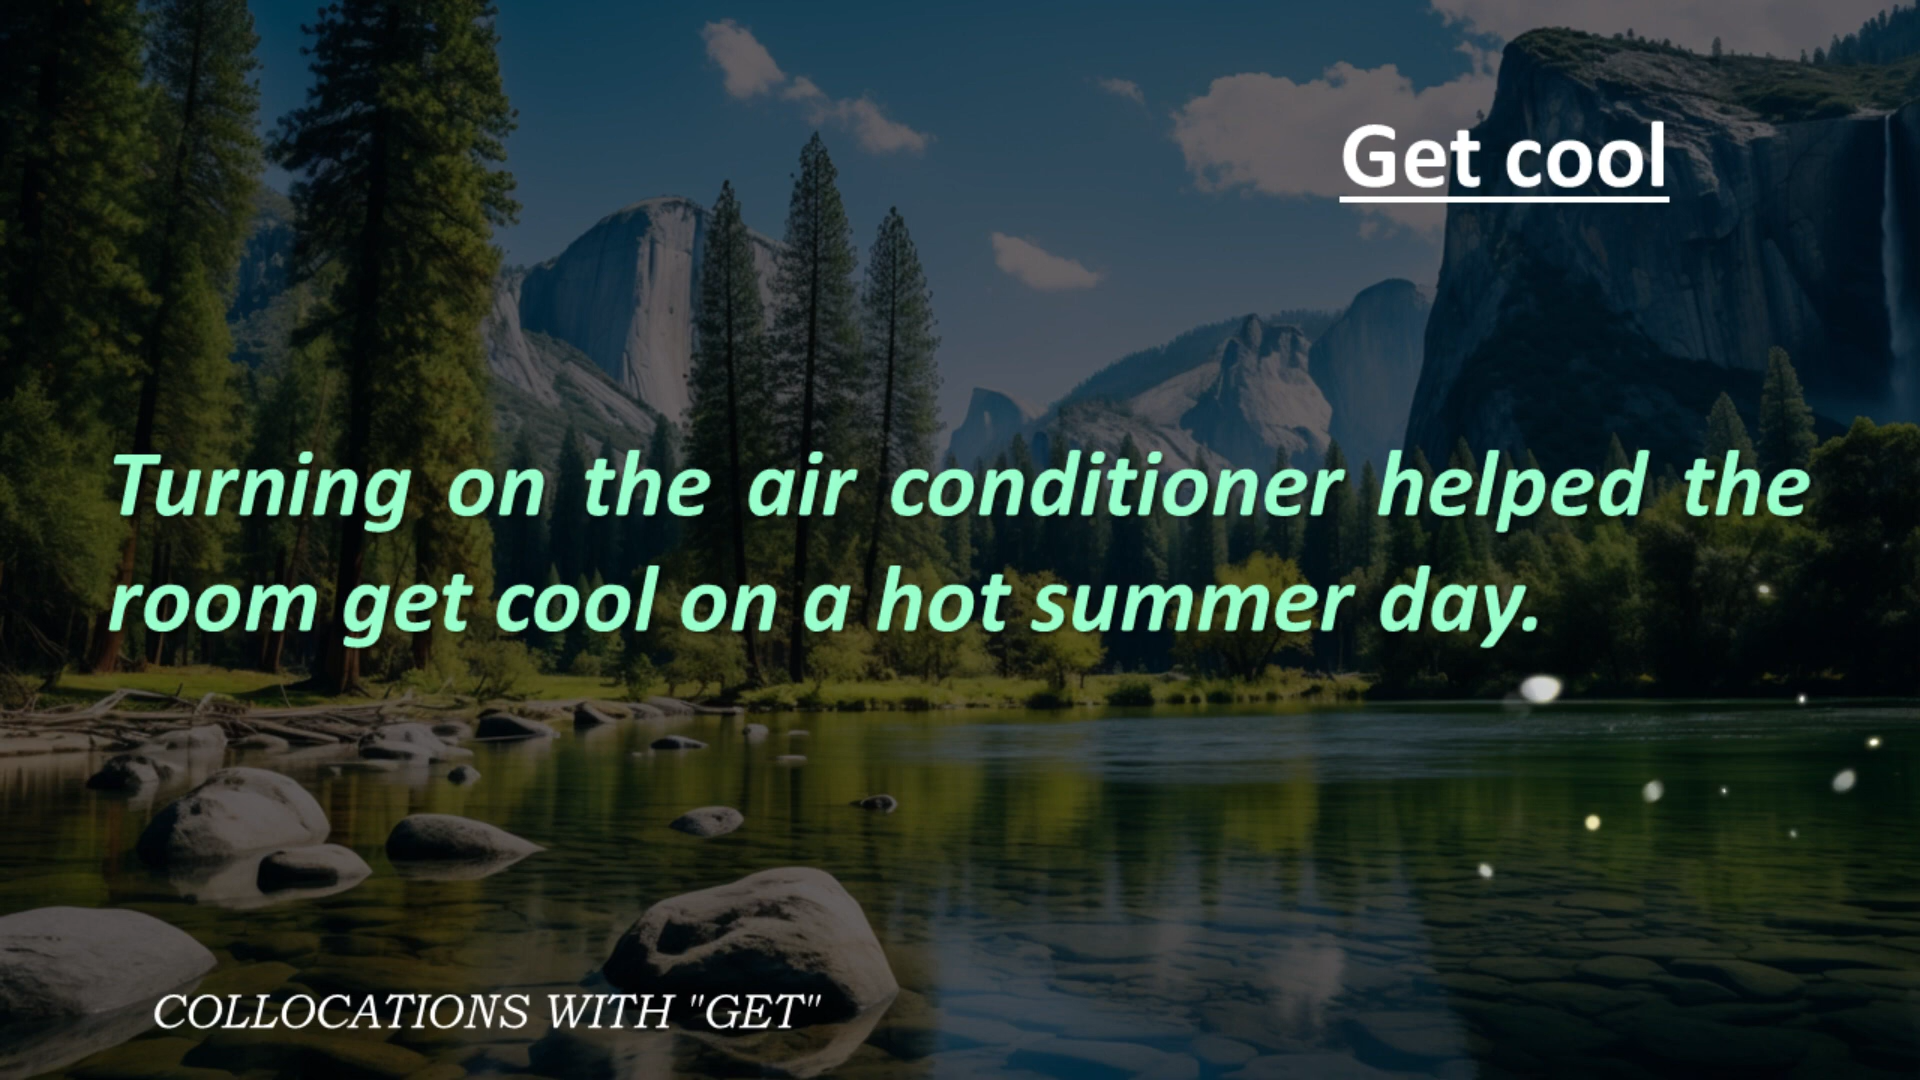 Get cool
Turning on the air conditioner helped the
room get cool on a hot summer day.
COLLOCATIONS WITH "GET"